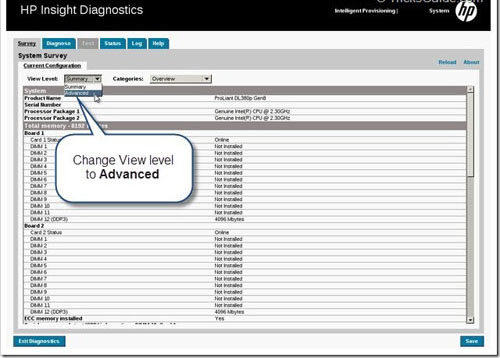 © TricksGuide.com
HP Insight Diagnostics
Intelligent Provisioning |
System
hp
Survey Diagnose Test Status Log Help
System Survey
Current Configuration
Reload About
View Level: Summary Categories: Overview
Summary
Advanced
System
Product Name ProLiant DL380p Gen8
Serial Number
Processor Package 1 Genuine Intel(R) CPU @ 2.30GHz
Processor Package 2 Genuine Intel(R) CPU @ 2.30GHz
Total memory - 8192
Board 1
Card 1 Status Online
DIMM 1 Not Installed
DIMM 2 Not Installed
DIMM 3 Not Installed
DIMM 4 Not Installed
DIMM 5 Not Installed
DIMM 6 Not Installed
DIMM 7 Not Installed
DIMM 8 Not Installed
DIMM 9 Not Installed
DIMM 10 Not Installed
DIMM 11 Not Installed
DIMM 12 (DDR3) 4096 Mbytes
Change View level
to Advanced
Board 2
Card 2 Status Online
DIMM 1 Not Installed
DIMM 2 Not Installed
DIMM 3 Not Installed
DIMM 4 Not Installed
DIMM 5 Not Installed
DIMM 6 Not Installed
DIMM 7 Not Installed
DIMM 8 Not Installed
DIMM 9 Not Installed
DIMM 10 Not Installed
DIMM 11 Not Installed
DIMM 12 (DDR3) 4096 Mbytes
ECC memory installed Yes
Exit Diagnostics
Save